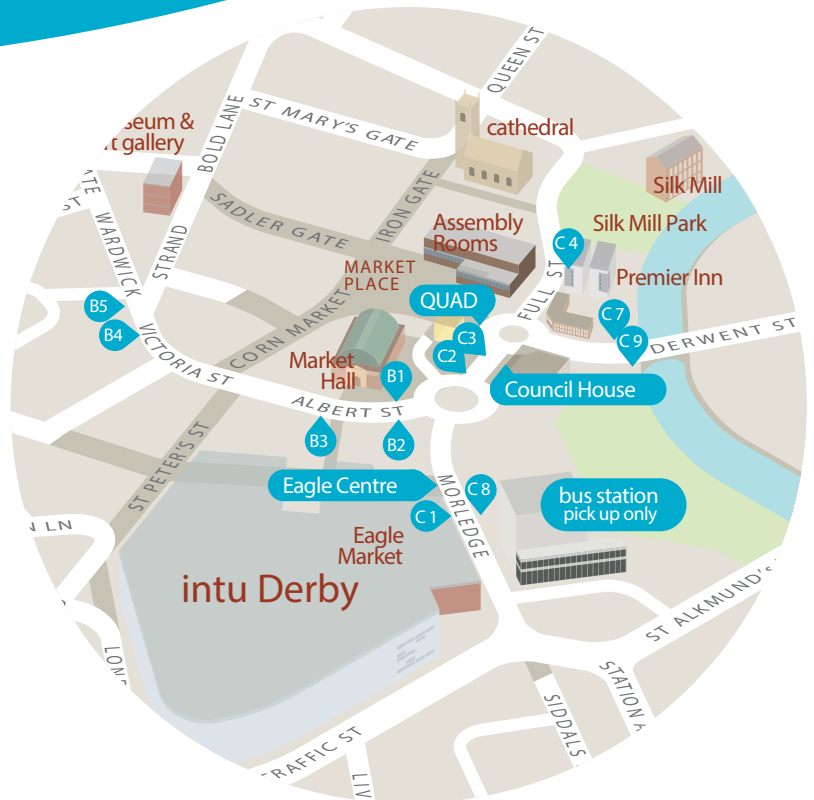 QUEEN ST
ST MARY'S GATE
BOLD LANE
cathedral
seum &
t gallery
Silk Mill
SADLER GATE
IRON GATE
WARDWICK
STRAND
Assembly
Rooms
Silk Mill Park
C 4
FULL ST
MARKET
PLACE
Premier Inn
QUAD
B5
B4
VICTORIA ST
CORN MARKET
C3
C2
C 7
C 9
DERWENT ST
Market
Hall
B1
Council House
ALBERT ST
B3
B2
ST PETER'S ST
Eagle Centre
C 8
C 1
MORLEDGE
bus station
pick up only
Eagle
Market
N LN
intu Derby
ST ALKMUND'S
LON
STATION
SIDDALS
RAFFIC ST
LIV